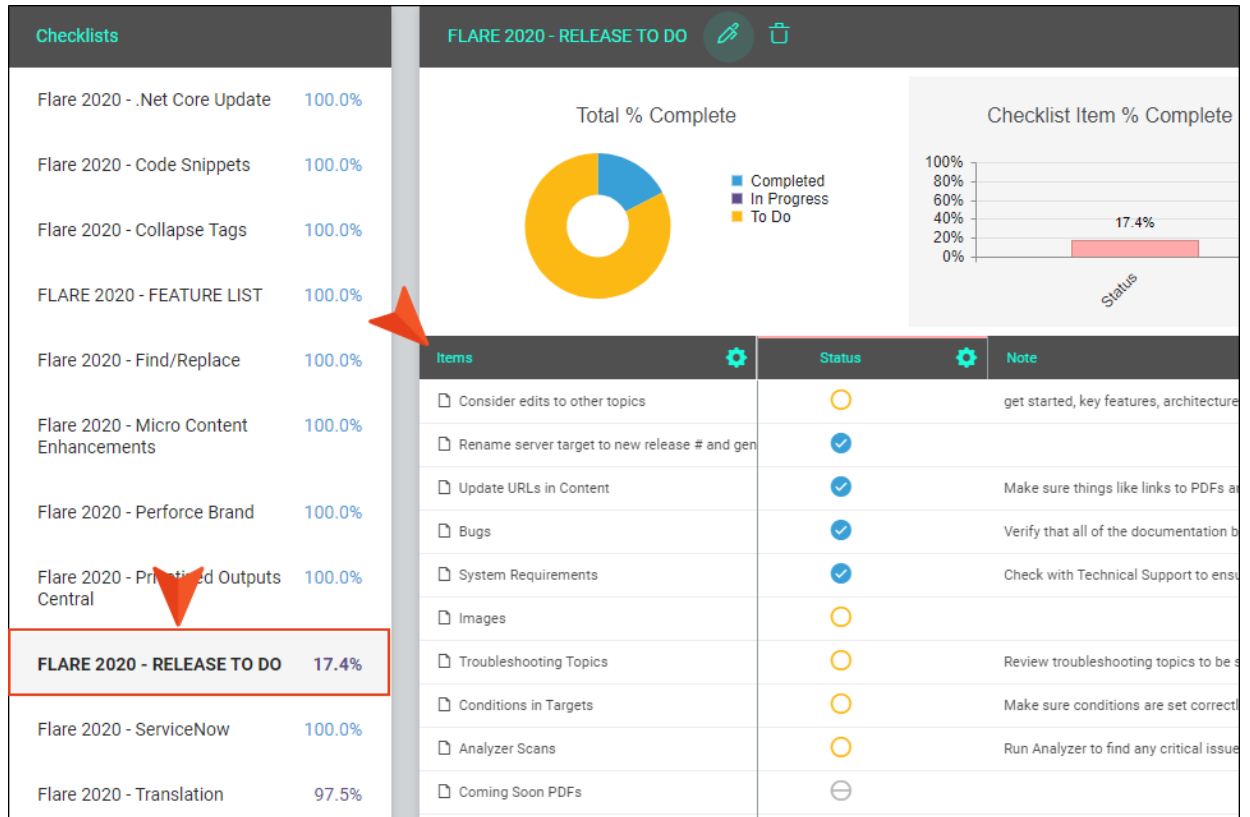 Checklists
Flare 2020 - .Net Core Update 100.0%
Flare 2020 - Code Snippets 100.0%
Flare 2020 - Collapse Tags 100.0%
FLARE 2020 - FEATURE LIST 100.0%
Flare 2020 - Find/Replace 100.0%
Flare 2020 - Micro Content 100.0%
Enhancements
Flare 2020 - Perforce Brand 100.0%
Flare 2020 - Outputs 100.0%
Central
FLARE 2020 - RELEASE TO DO 17.4%
Flare 2020 - ServiceNow 100.0%
Flare 2020 - Translation 97.5%
FLARE 2020 - RELEASE TO DO
Total % Complete
Completed
In Progress
To Do
Checklist Item % Complete
100%
80%
60%
40%
20%
0%
17.4%
Status
Items Status Note
Consider edits to other topics get started, key features, architecture
Rename server target to new release # and gen
Update URLs in Content Make sure things like links to PDFs
Bugs Verify that all of the documentation b
System Requirements Check with Technical Support to ensu
Images
Troubleshooting Topics Review troubleshooting topics to be s
Conditions in Targets Make sure conditions are set correctl
Analyzer Scans Run Analyzer to find any critical issue
Coming Soon PDFs